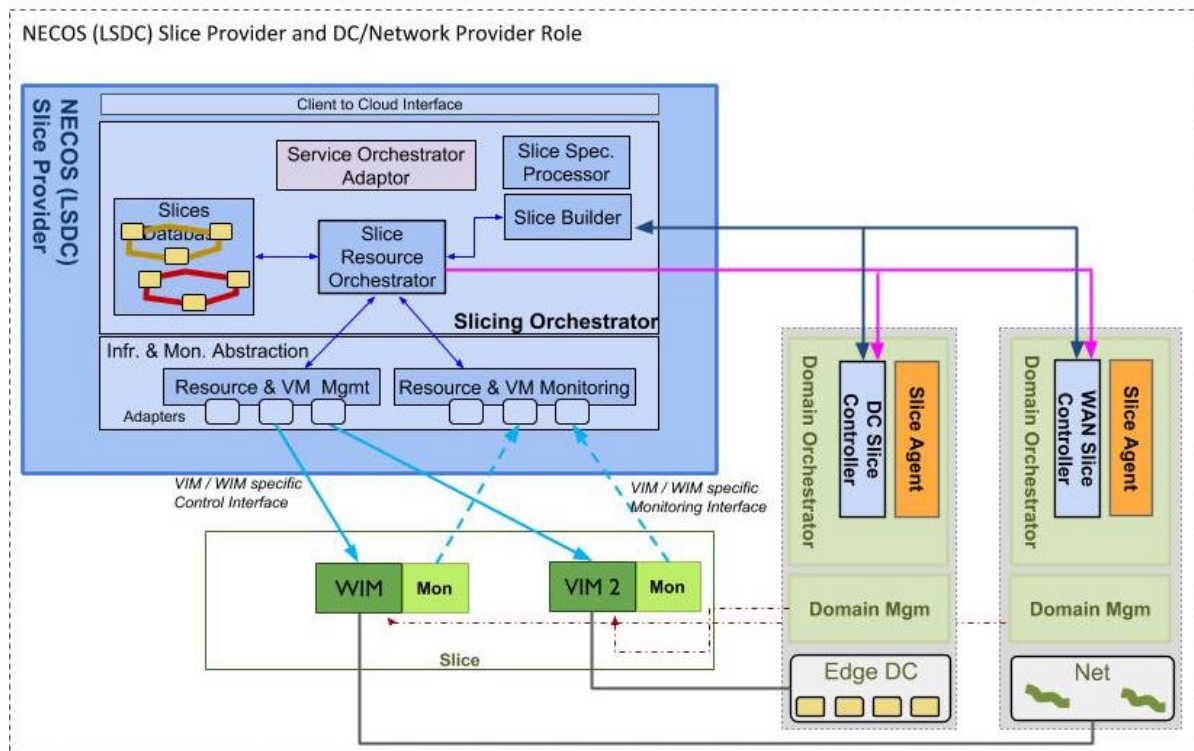 NECOS (LSDC) Slice Provider and DC/Network Provider Role
NECOS (LSDC)
Slice Provider
Client to Cloud Interface
Service Orchestrator
Adaptor
Slice Spec.
Processor
Slices
Database
Slice
Resource
Orchestrator
Slice Builder
Slicing Orchestrator
Infr. & Mon. Abstraction
Resource & VM Mgmt
Resource & VM Monitoring
Adapters
VIM / WIM specific
Control Interface
VIM / WIM specific
Monitoring Interface
WIM
Mon
VIM 2
Mon
Slice
Domain Orchestrator
DC Slice
Controller
Slice Agent
Domain Mgm
Edge DC
Domain Orchestrator
WAN Slice
Controller
Slice Agent
Domain Mgm
Net